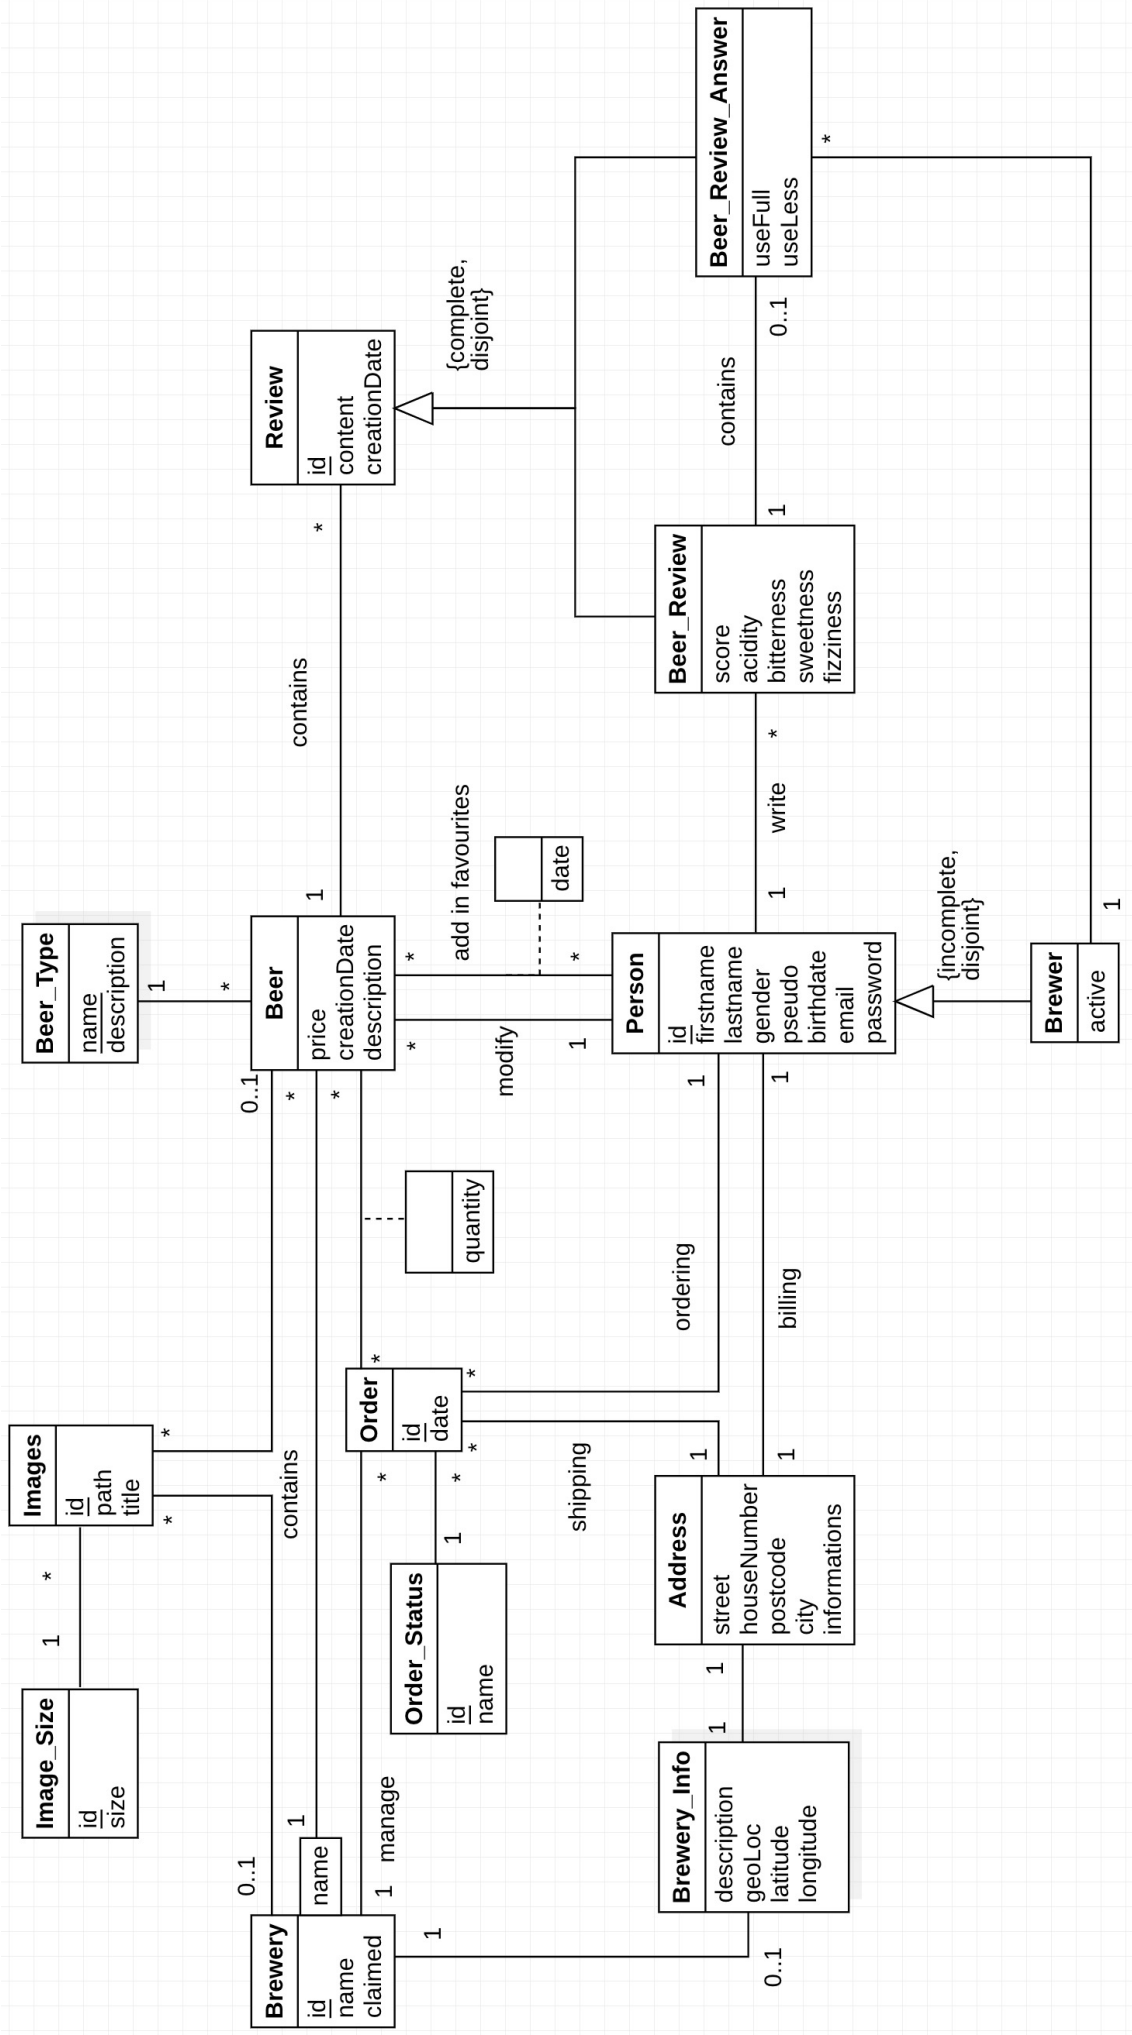 Image_Size
id
size
1
*
Images
id
path
title
*
*
Beer_Type
name
description
1
*
Brewery
id
name
claimed
name
0..1
1
1
manage
1
0..1
contains
0..1
*
*
Beer
price
creationDate
description
1
contains
*
Review
id
content
creationDate
{complete,
disjoint}
Order
id
date
*
*
*
*
*
1
Order_Status
id
name
quantity
*
*
modify
add in favourites
date
1
*
shipping
ordering
billing
1
1
1
1
Brewery_Info
description
geoLoc
latitude
longitude
1
1
Address
street
houseNumber
postcode
city
informations
Person
id
firstname
lastname
gender
pseudo
birthdate
email
password
1
write
*
Beer_Review
score
acidity
bitterness
sweetness
fizziness
1
contains
0..1
Beer_Review_Answer
useFull
useLess
*
{incomplete,
disjoint}
Brewer
active
1